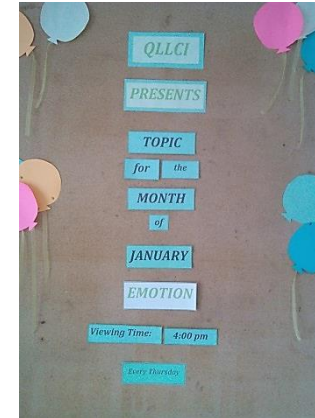 QLLCI
PRESENTS
TOPIC
for the
MONTH
of
JANUARY
EMOTION
Viewing Time: 4:00 pm
Every Thursday